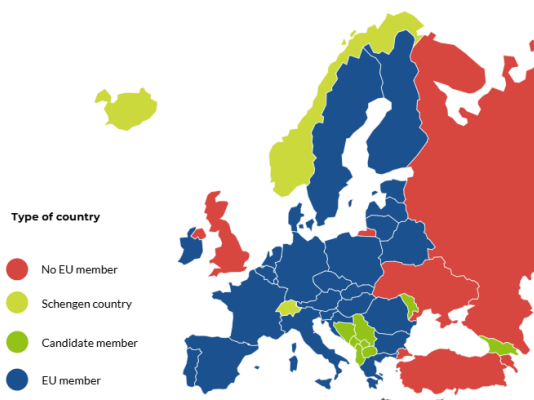 Type of country
No EU member
Schengen country
Candidate member
EU member